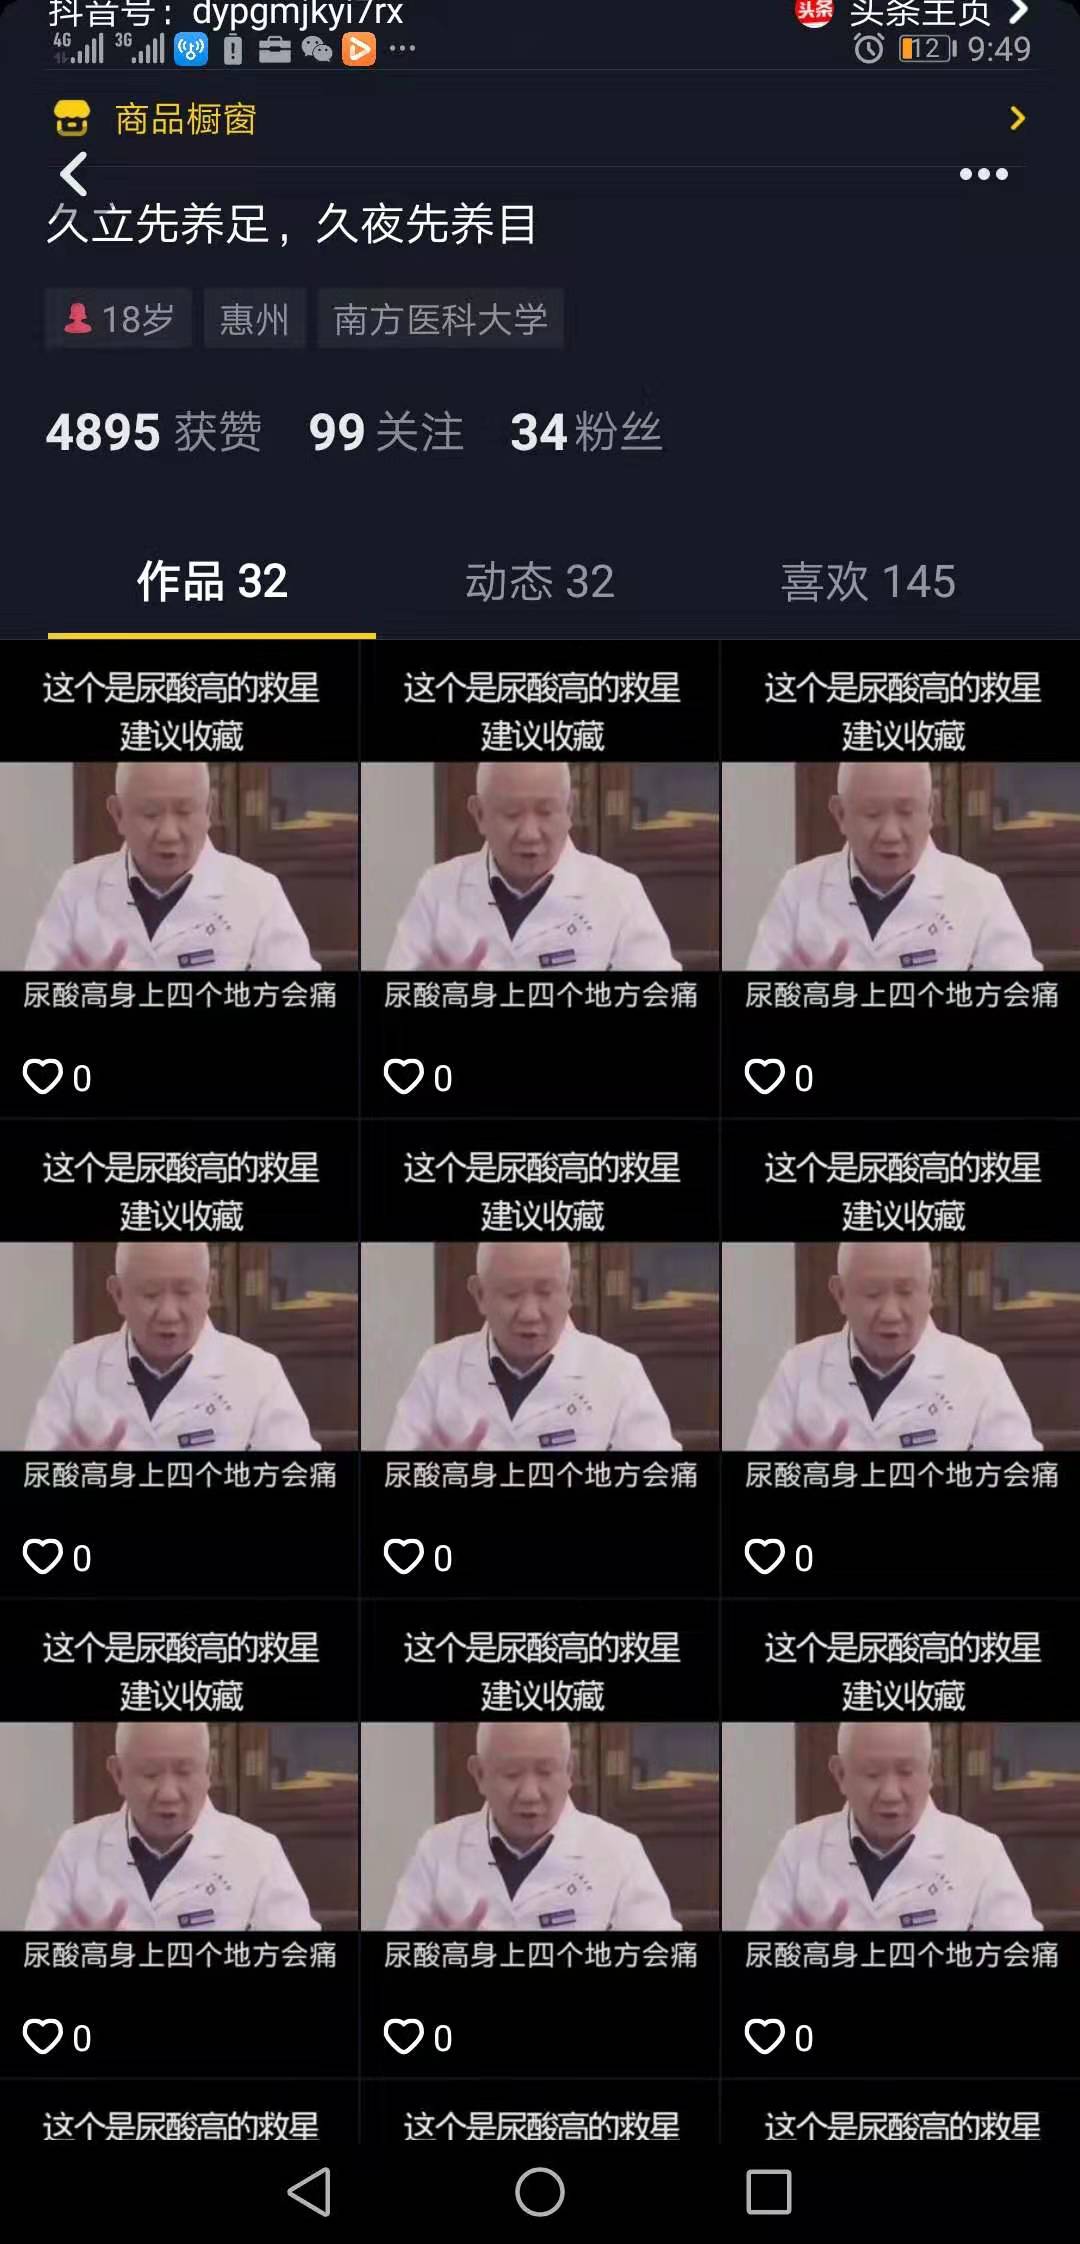 抖音号：dypgmjkyi7rx
头条 头条主页
4G 3G 12 9:49
商品橱窗
久立先养足，久夜先养目
18岁 惠州 南方医科大学
4895 获赞 99 关注 34 粉丝
作品 32 动态 32 喜欢 145
这个是尿酸高的救星 这个是尿酸高的救星 这个是尿酸高的救星
建议收藏 建议收藏 建议收藏
尿酸高身上四个地方会痛 尿酸高身上四个地方会痛 尿酸高身上四个地方会痛
0 0 0
这个是尿酸高的救星 这个是尿酸高的救星 这个是尿酸高的救星
建议收藏 建议收藏 建议收藏
尿酸高身上四个地方会痛 尿酸高身上四个地方会痛 尿酸高身上四个地方会痛
0 0 0
这个是尿酸高的救星 这个是尿酸高的救星 这个是尿酸高的救星
建议收藏 建议收藏 建议收藏
尿酸高身上四个地方会痛 尿酸高身上四个地方会痛 尿酸高身上四个地方会痛
0 0 0
这个是尿酸高的救星 这个是尿酸高的救星 这个是尿酸高的救星